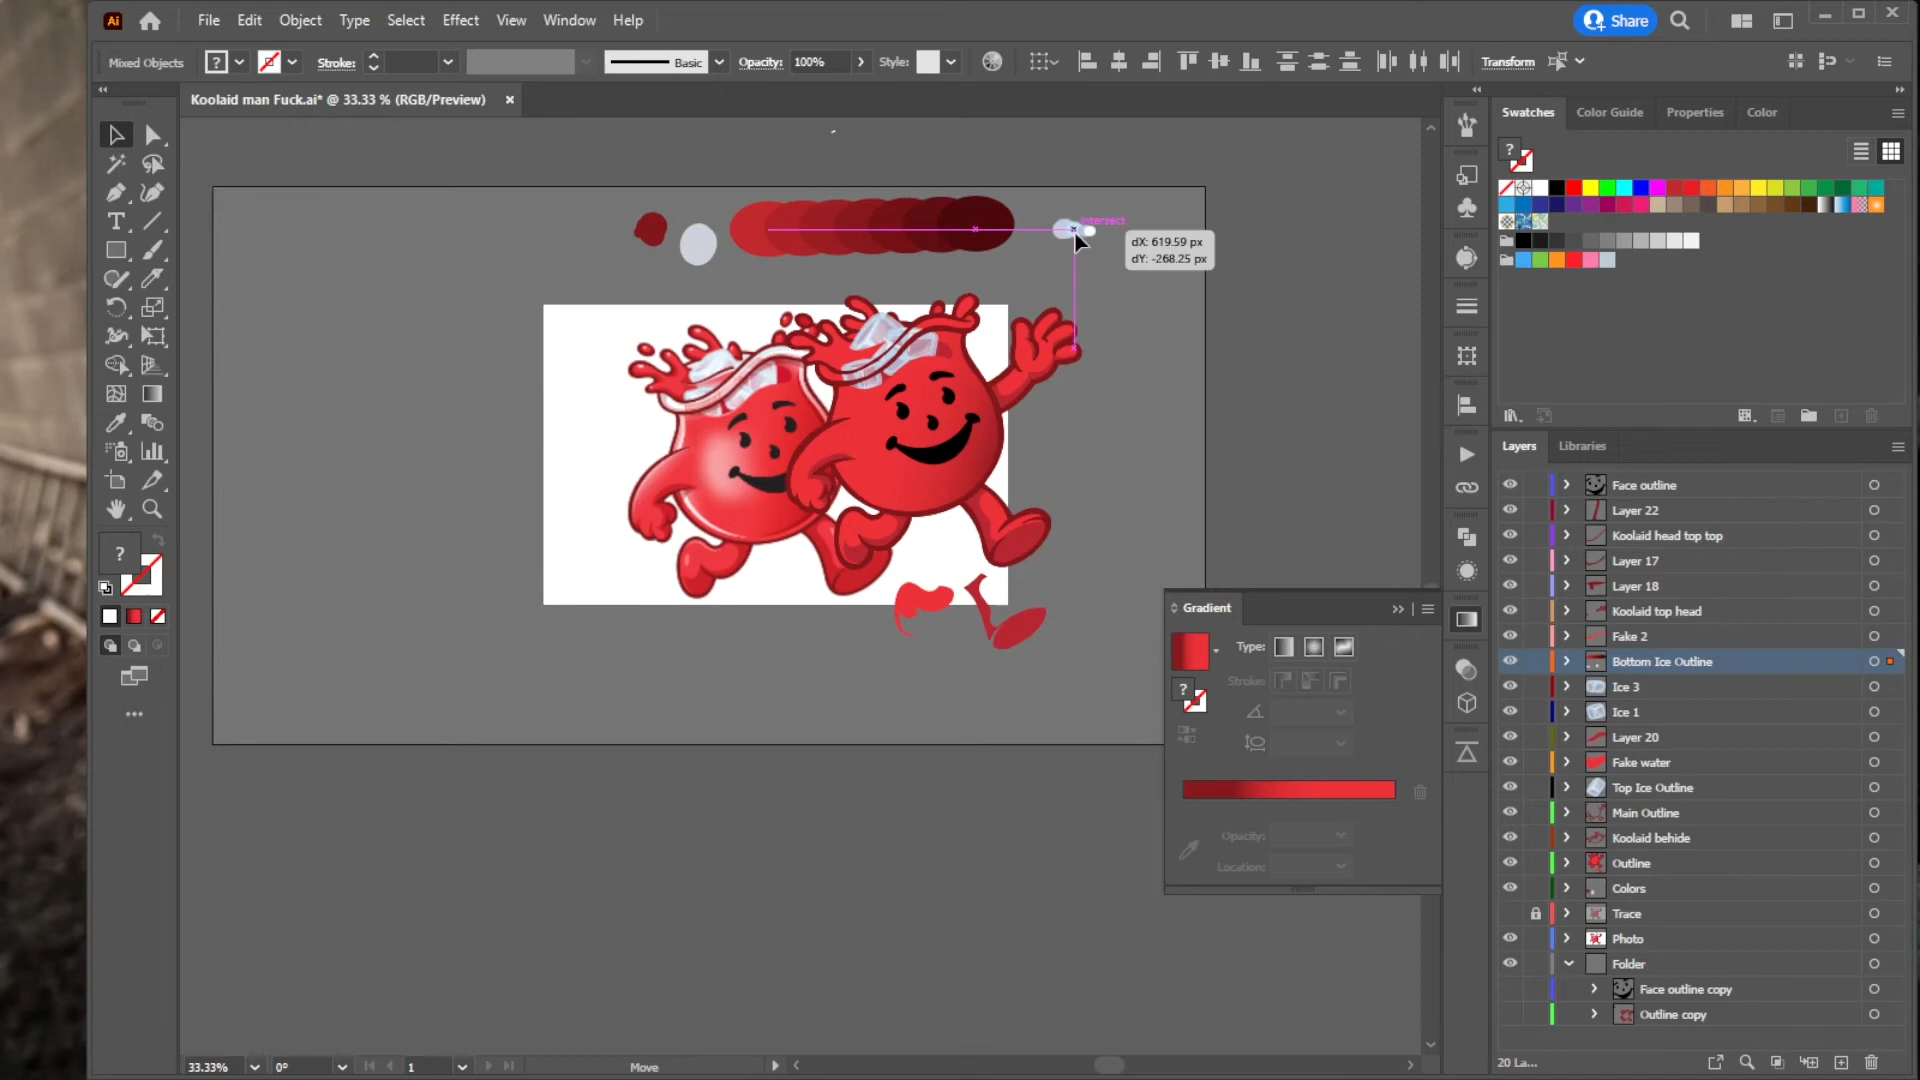 Ai File Edit Object Type Select Effect View Window Help Share
Mixed Objects ? Stroke: Basic Opacity: 100% Style: Transform
Koolaid man Fuck.ai* @ 33.33 % (RGB/Preview) ×
Swatches Color Guide Properties Color
?
intersect
dX: 619.59 px
dY: -268.25 px
Layers Libraries
Face outline
Layer 22
Koolaid head top top
Layer 17
Layer 18
Koolaid top head
Fake 2
Bottom Ice Outline
Ice 3
Ice 1
Layer 20
Fake water
Top Ice Outline
Main Outline
Koolaid behide
Outline
Colors
Trace
Photo
Folder
Face outline copy
Outline copy
20 La...
?
Gradient
Type:
Stroke:
?
Opacity:
Location:
33.33% 0° 1 Move